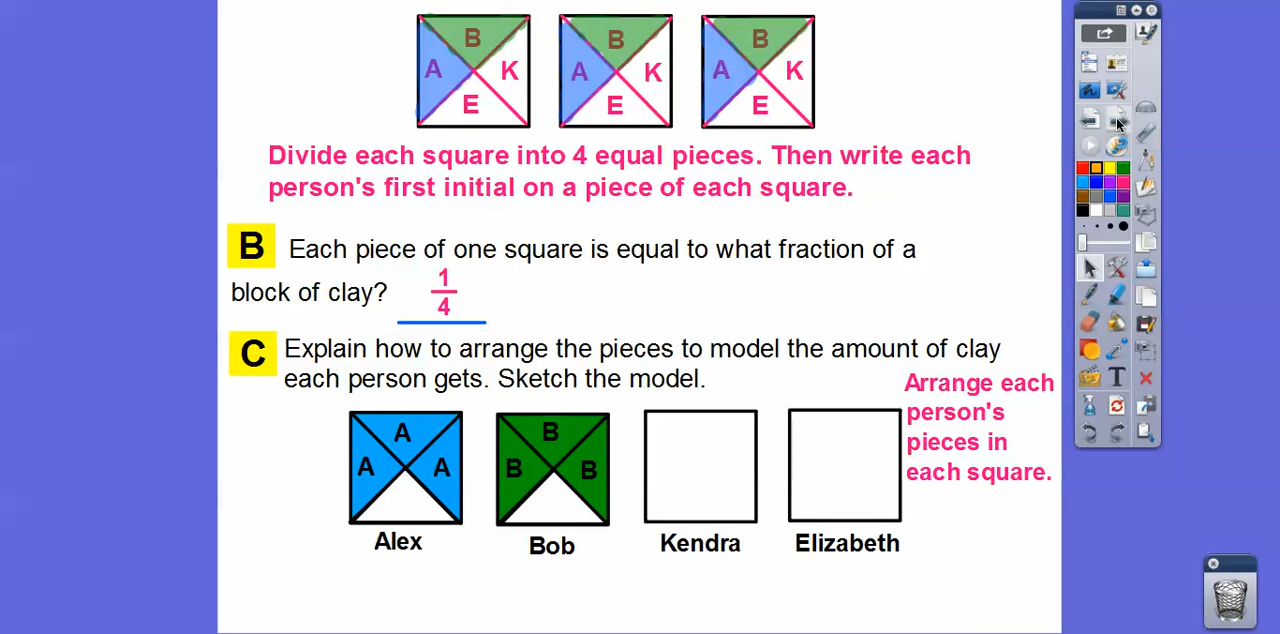 B B B
A K A K A K
E E E
Divide each square into 4 equal pieces. Then write each
person's first initial on a piece of each square.
B Each piece of one square is equal to what fraction of a
block of clay? 1/4
C Explain how to arrange the pieces to model the amount of clay
each person gets. Sketch the model.
Arrange each
person's
pieces in
each square.
A B
A A B B
Alex Bob Kendra Elizabeth
T